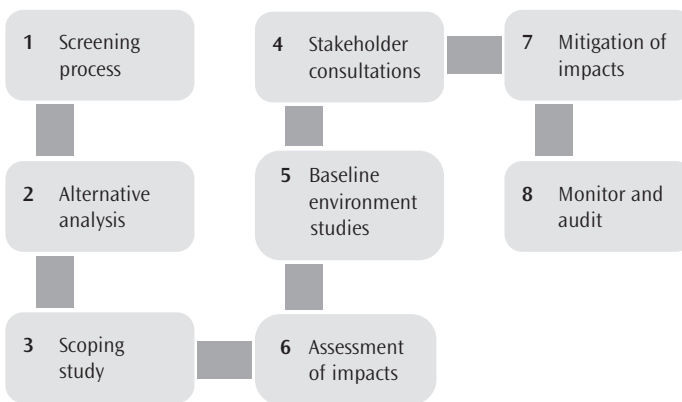 1 Screening
process
2 Alternative
analysis
3 Scoping
study
4 Stakeholder
consultations
5 Baseline
environment
studies
6 Assessment
of impacts
7 Mitigation of
impacts
8 Monitor and
audit